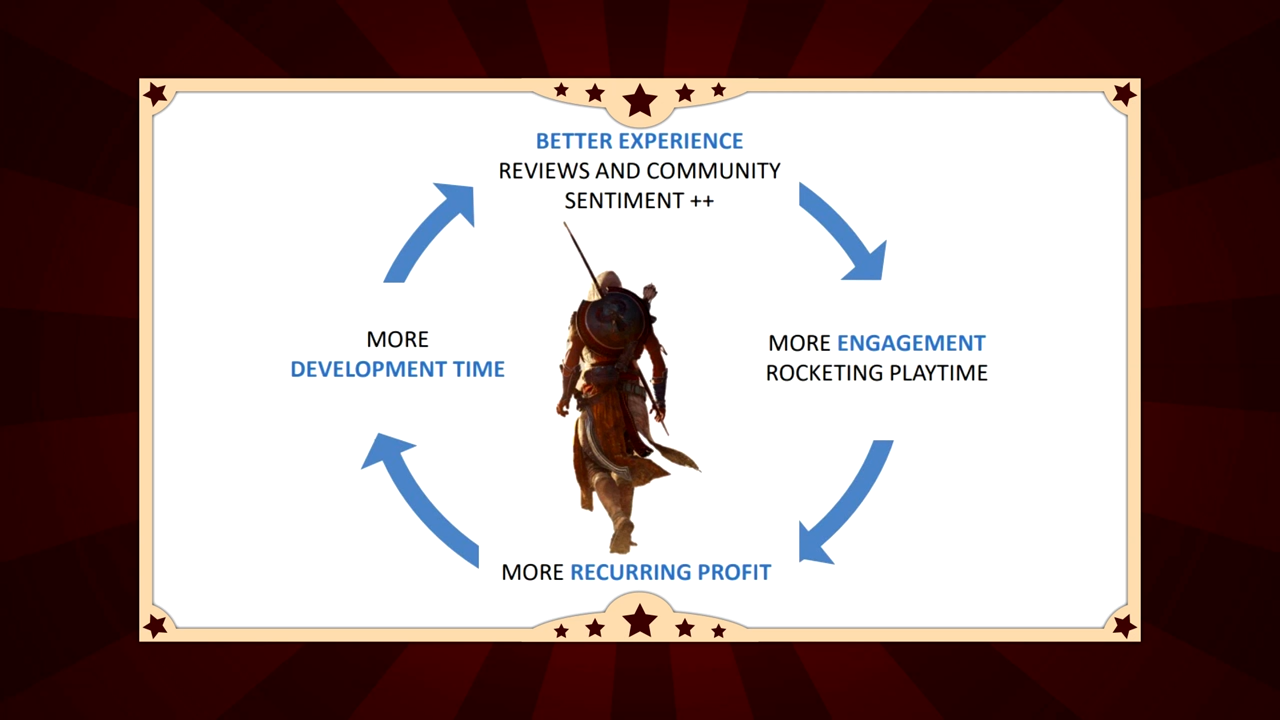 BETTER EXPERIENCE
REVIEWS AND COMMUNITY
SENTIMENT ++
MORE ENGAGEMENT
ROCKETING PLAYTIME
MORE RECURRING PROFIT
MORE
DEVELOPMENT TIME